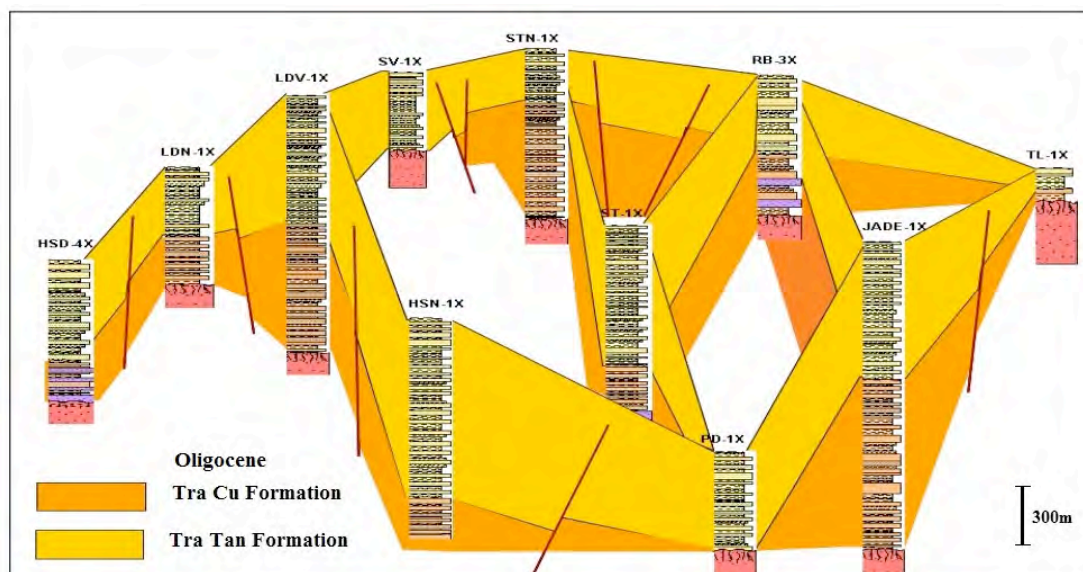 STN-1X
SV-1X
RB-3X
LDV-1X
LDN-1X
TL-1X
ST-1X
JADE-1X
HSD-4X
HSN-1X
PD-1X
Oligocene
Tra Cu Formation
Tra Tan Formation
300m